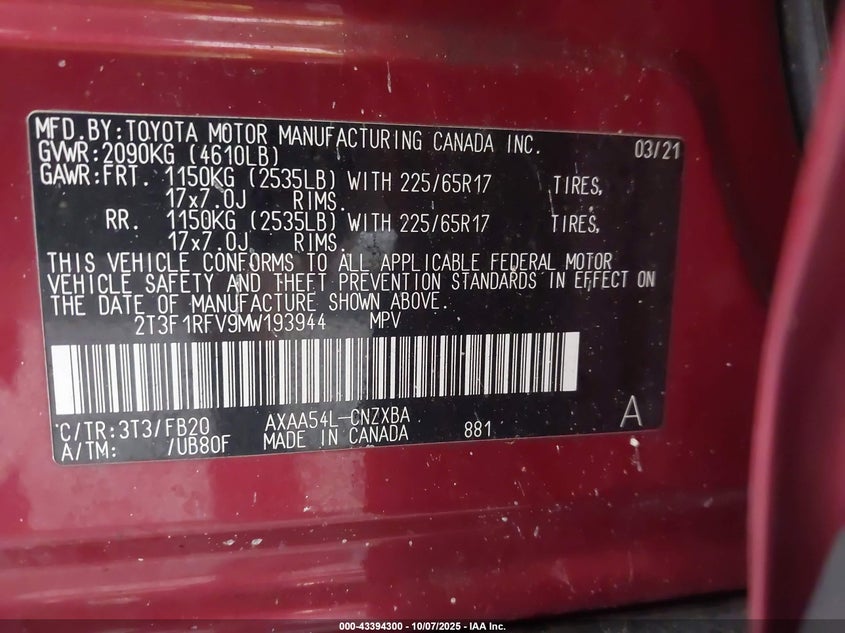 MFD.BY:TOYOTA MOTOR MANUFACTURING CANADA INC. 03/21
GVWR:2090KG (4610LB)
GAWR:FRT. 1150KG (2535LB) WITH 225/65R17 TIRES,
17x7.0J RIMS.
RR. 1150KG (2535LB) WITH 225/65R17 TIRES,
17x7.0J RIMS.
THIS VEHICLE CONFORMS TO ALL APPLICABLE FEDERAL MOTOR
VEHICLE SAFETY AND THEFT PREVENTION STANDARDS IN EFFECT ON
THE DATE OF MANUFACTURE SHOWN ABOVE.
2T3F1RFV9MW193944 MPV
C/TR:3T3/FB20 AXAA54L-CNZXBA A
A/TM: /UB80F MADE IN CANADA 881
000-43394300 - 10/07/2025 - IAA Inc.